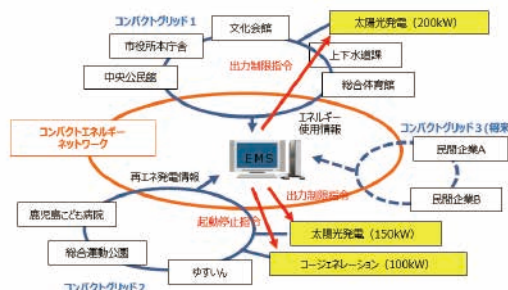 コンパクトグリッド1
文化会館
太陽光発電(200kW)
市役所本庁舎
出力制限指令
上下水道課
中央公民館
総合体育館
コンパクトエネルギー
ネットワーク
エネルギー
使用情報
コンパクトグリッド3(将来
民間企業A
EMS
再エネ発電情報
出力制限指令
民間企業B
鹿児島こども病院
起動停止指令
太陽光発電(150kW)
総合運動公園
コージェネレーション(100kW)
ゆすいん
コンパクトグリッド2